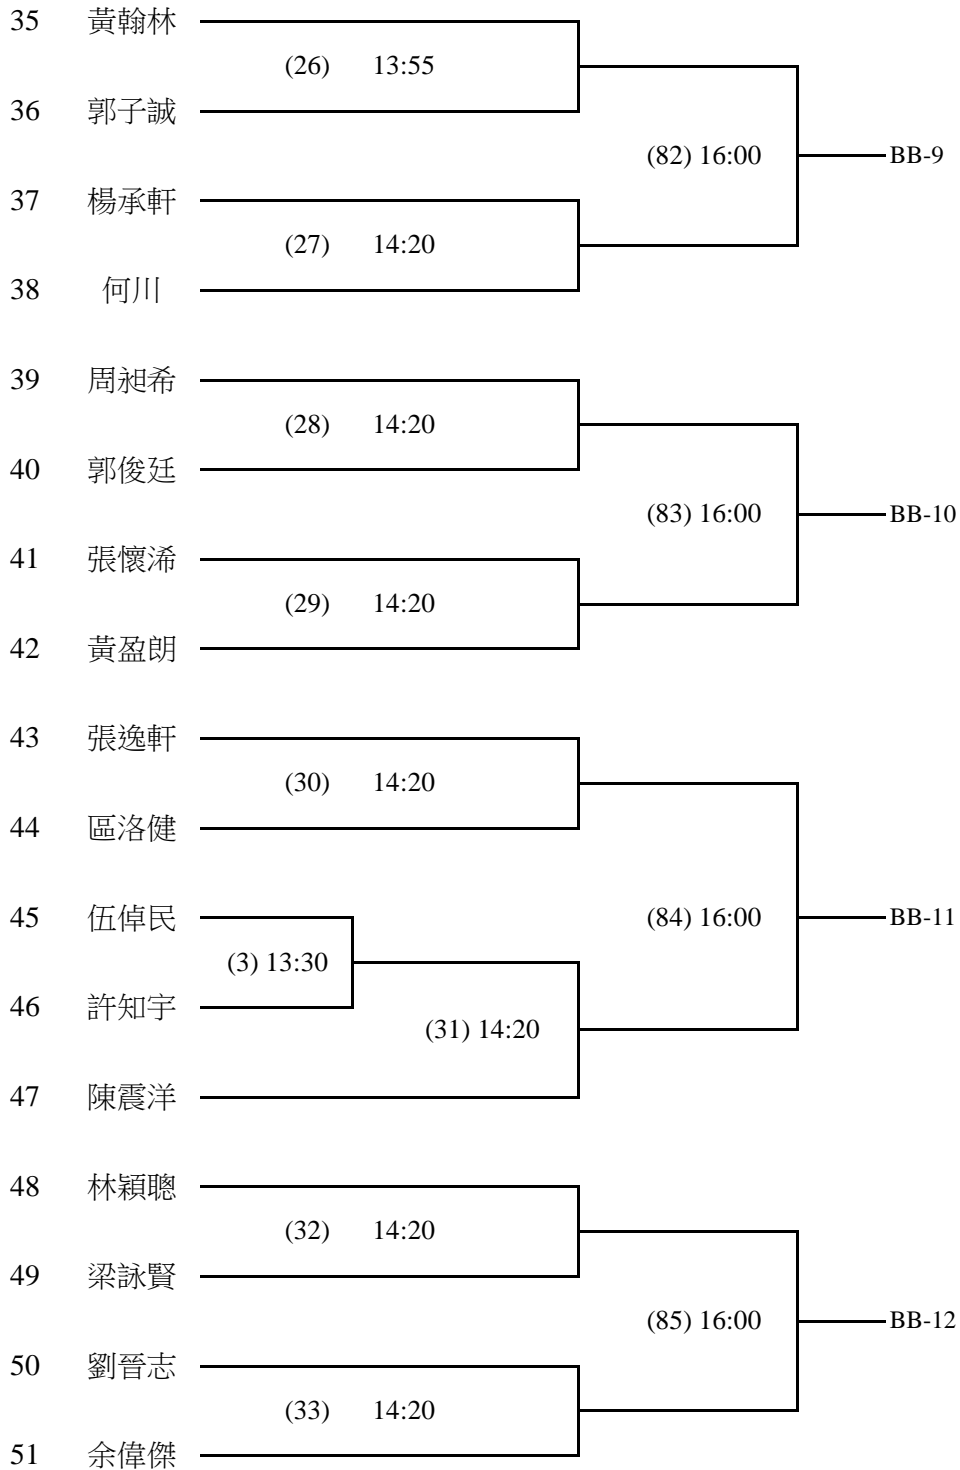 35 黃翰林
(26) 13:55
36 郭子誠
(82) 16:00 BB-9
37 楊承軒
(27) 14:20
38 何川
39 周昶希
(28) 14:20
40 郭俊廷
(83) 16:00 BB-10
41 張懷浠
(29) 14:20
42 黃盈朗
43 張逸軒
(30) 14:20
44 區洛健
45 伍倬民
(84) 16:00 BB-11
(3) 13:30
46 許知宇
(31) 14:20
47 陳震洋
48 林穎聰
(32) 14:20
49 梁詠賢
(85) 16:00 BB-12
50 劉晉志
(33) 14:20
51 余偉傑